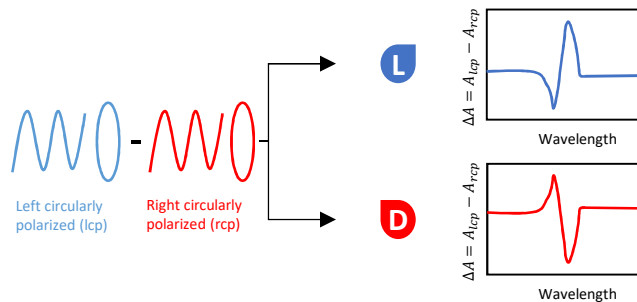 L
ΔA = A_lcp − A_rcp
Wavelength
Left circularly
polarized (lcp)
-
Right circularly
polarized (rcp)
D
ΔA = A_lcp − A_rcp
Wavelength